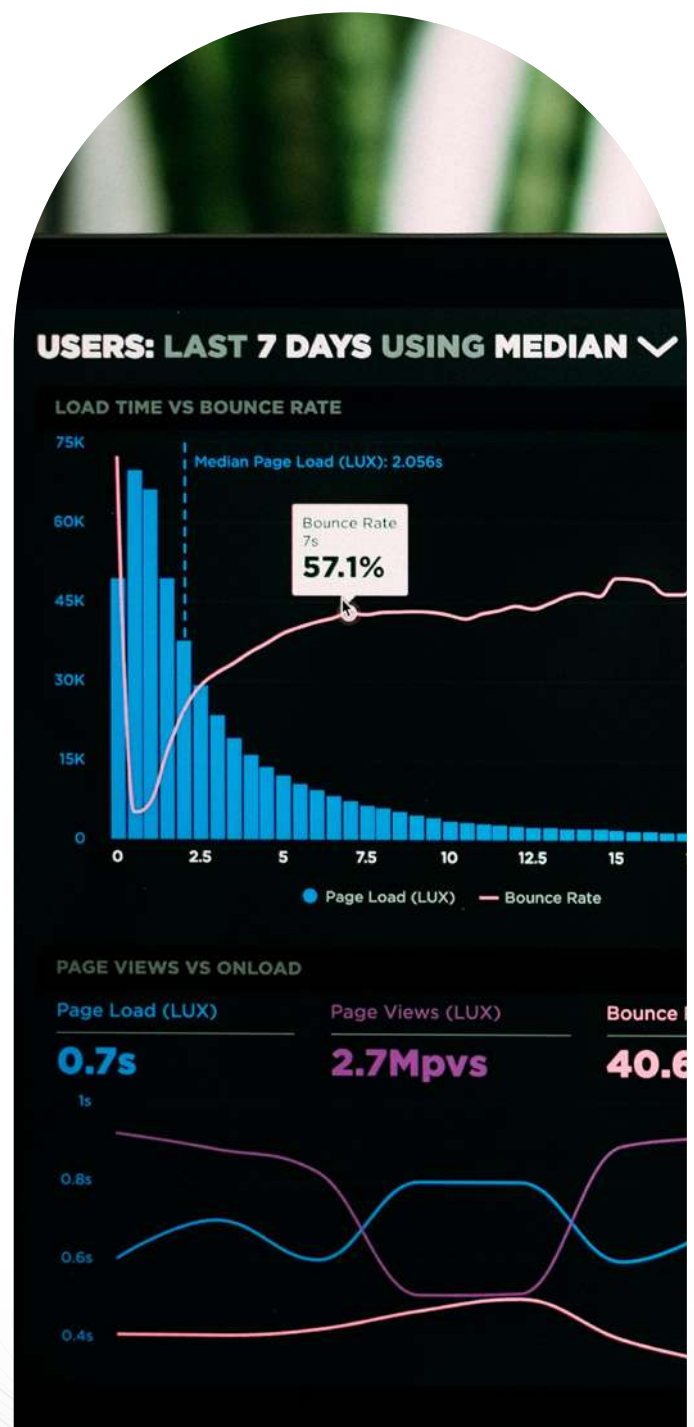 USERS: LAST 7 DAYS USING MEDIAN
LOAD TIME VS BOUNCE RATE
75K
Median Page Load (LUX): 2.056s
Bounce Rate
7s
57.1%
60K
45K
30K
15K
0
0 2.5 5 7.5 10 12.5 15
Page Load (LUX) Bounce Rate
PAGE VIEWS VS ONLOAD
Page Load (LUX) Page Views (LUX) Bounce
0.7s 2.7Mpvs 40.6
1s
0.8s
0.6s
0.4s